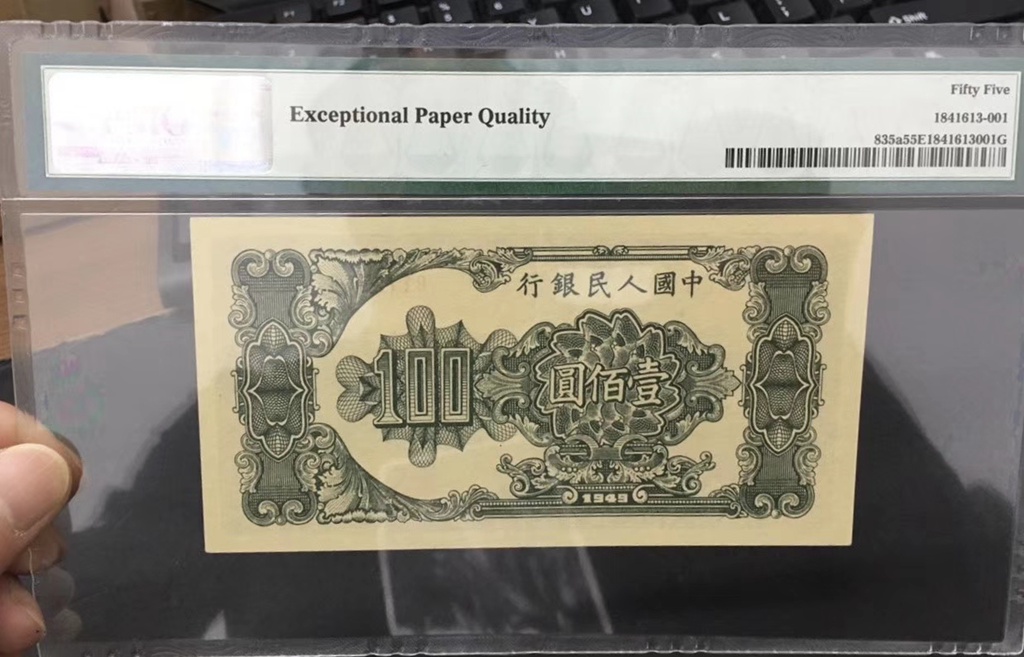 Exceptional Paper Quality
Fifty Five
1841613-001
835a55E1841613001G
行銀民人國中
100
圓佰壹
1949